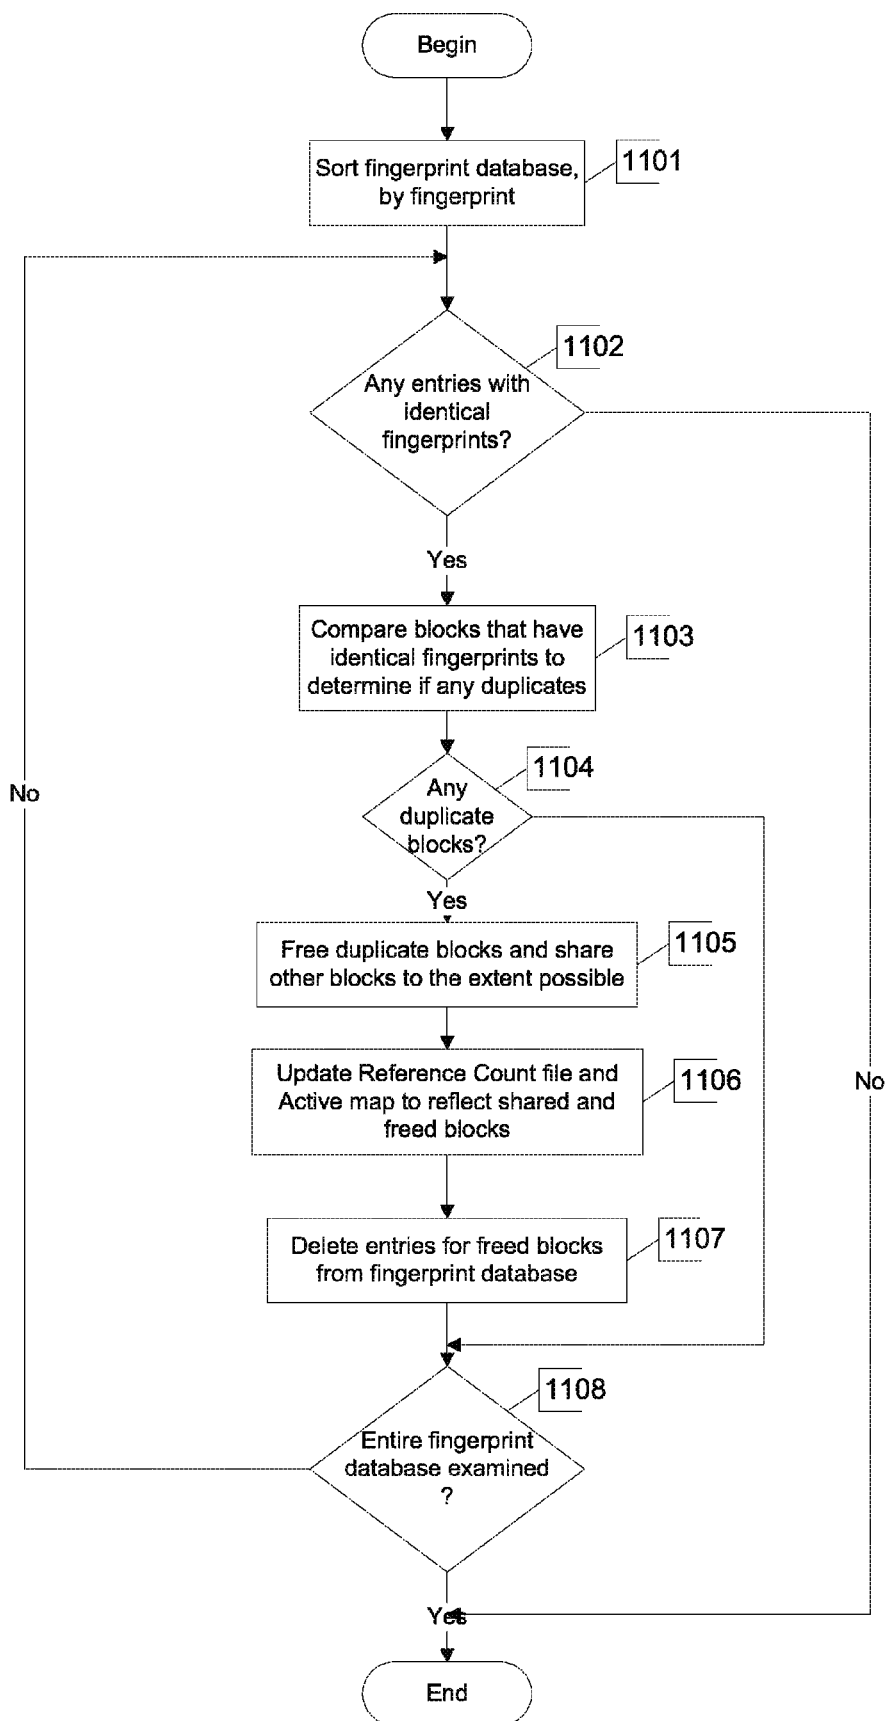 Begin
Sort fingerprint database,
by fingerprint
1101
Any entries with
identical
fingerprints?
1102
Yes
Compare blocks that have
identical fingerprints to
determine if any duplicates
1103
No
Any
duplicate
blocks?
1104
Yes
Free duplicate blocks and share
other blocks to the extent possible
1105
Update Reference Count file and
Active map to reflect shared and
freed blocks
1106
No
Delete entries for freed blocks
from fingerprint database
1107
Entire fingerprint
database examined
?
1108
Yes
End